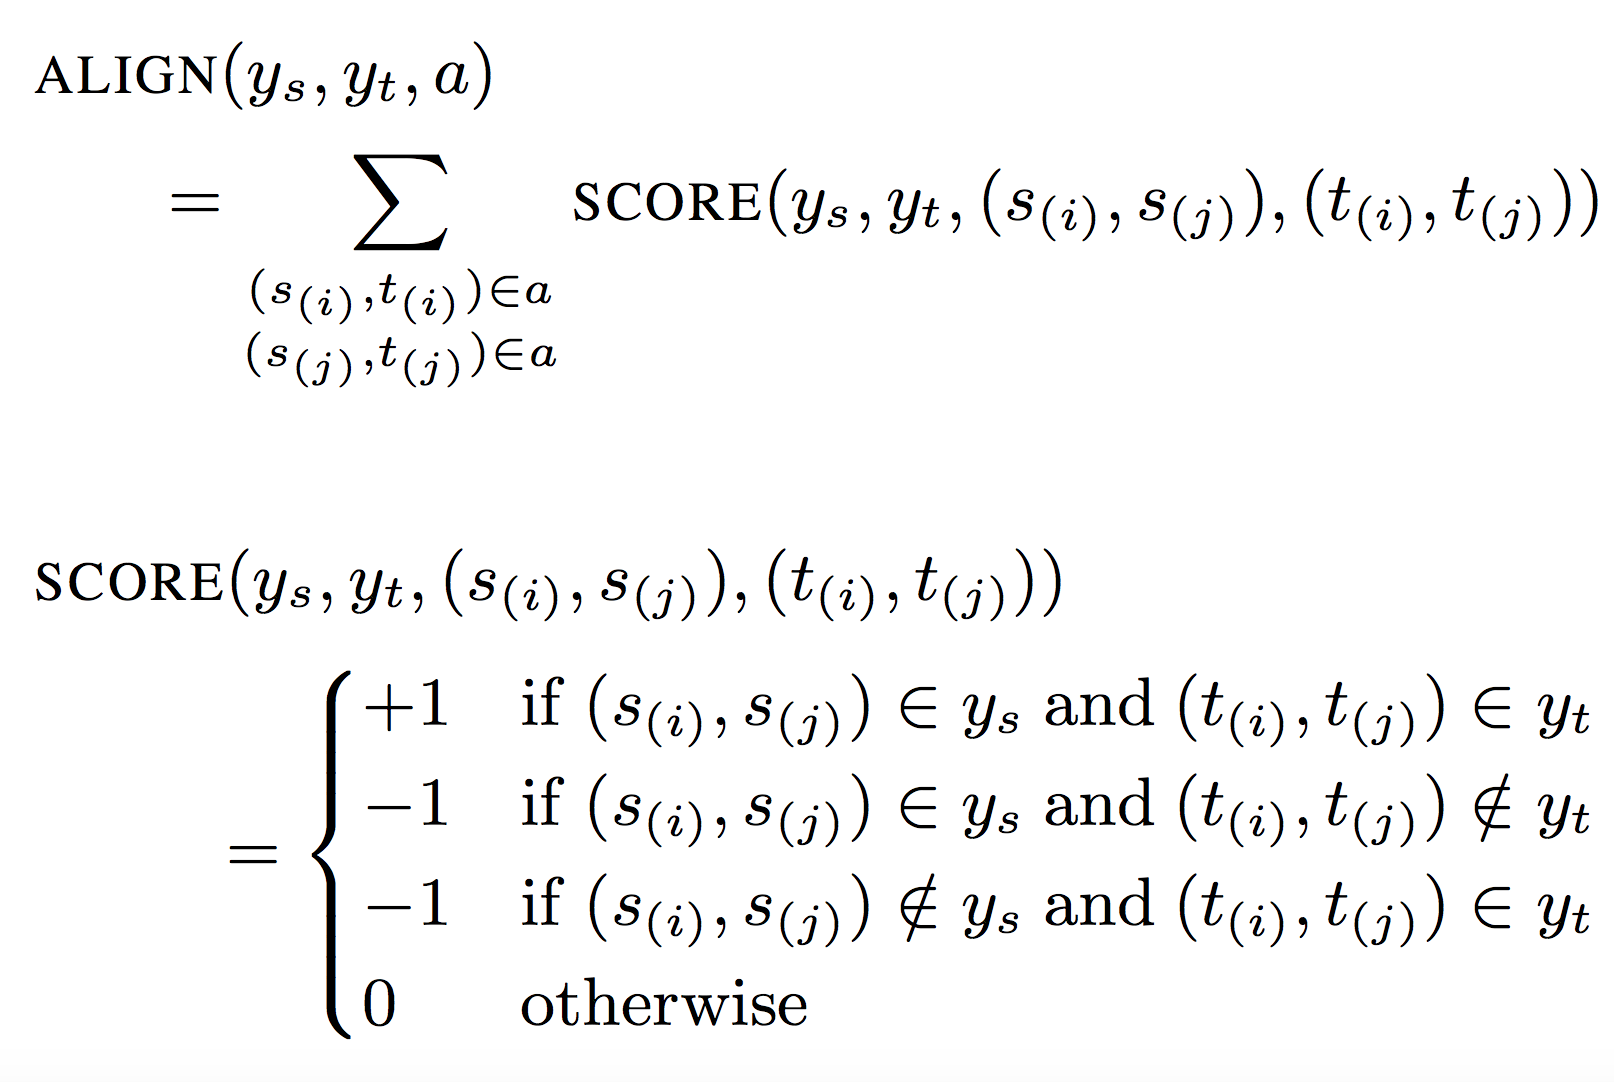 ALIGN(y_s, y_t, a)
= ∑ SCORE(y_s, y_t, (s_(i), s_(j)), (t_(i), t_(j)))
(s_(i),t_(i))∈a
(s_(j),t_(j))∈a
SCORE(y_s, y_t, (s_(i), s_(j)), (t_(i), t_(j)))
= { +1 if (s_(i), s_(j)) ∈ y_s and (t_(i), t_(j)) ∈ y_t
−1 if (s_(i), s_(j)) ∈ y_s and (t_(i), t_(j)) ∉ y_t
−1 if (s_(i), s_(j)) ∉ y_s and (t_(i), t_(j)) ∈ y_t
0 otherwise